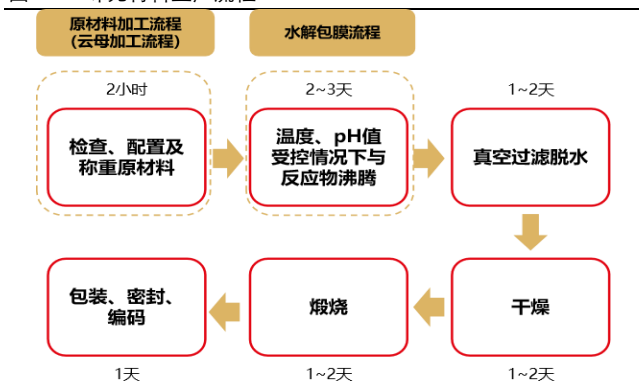 原材料加工流程
(云母加工流程)
水解包膜流程
2小时
2~3天
1~2天
检查、配置及
称重原材料
温度、pH值
受控情况下与
反应物沸腾
真空过滤脱水
包装、密封、
编码
煅烧
干燥
1天
1~2天
1~2天